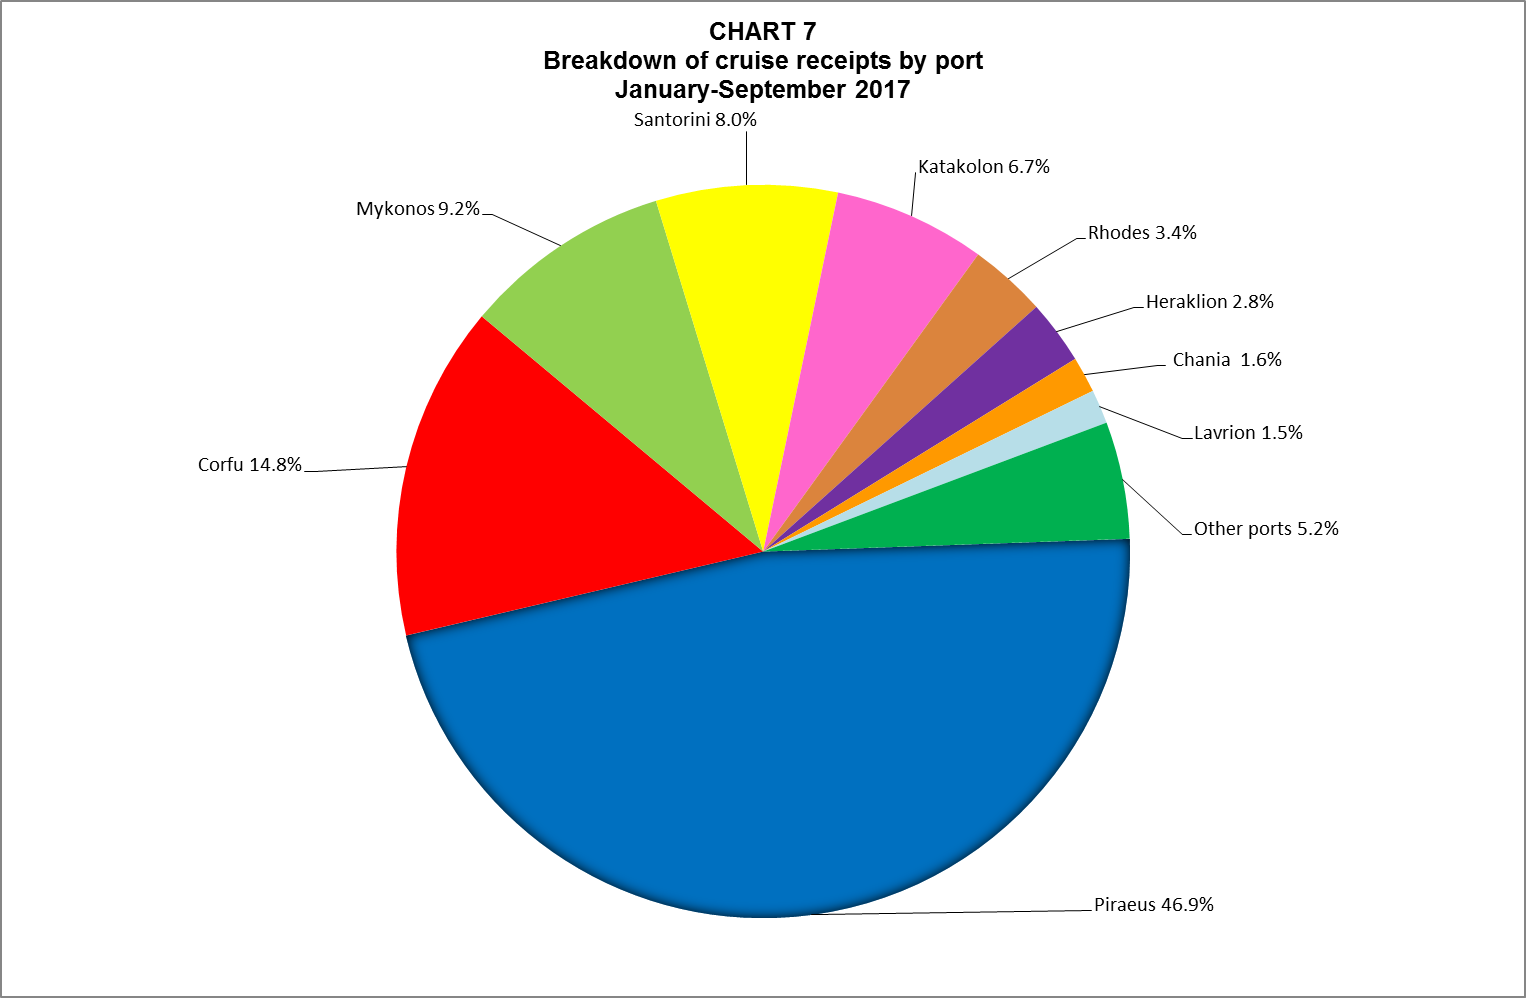 CHART 7
Breakdown of cruise receipts by port
January-September 2017
Santorini 8.0%
Katakolon 6.7%
Mykonos 9.2%
Rhodes 3.4%
Heraklion 2.8%
Chania  1.6%
Lavrion 1.5%
Corfu 14.8%
Other ports 5.2%
Piraeus 46.9%